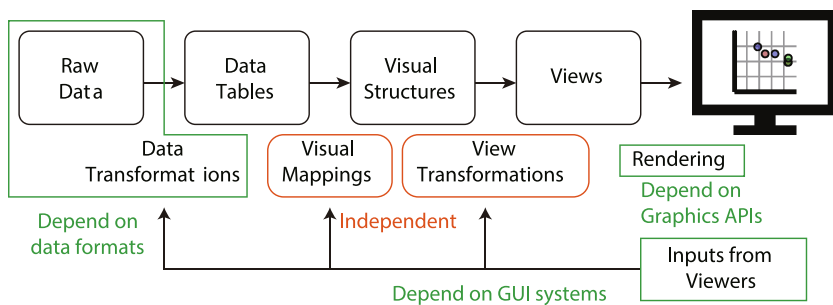 Raw
Data
Data
Tables
Visual
Structures
Views
Data
Transformat ions
Visual
Mappings
View
Transformations
Rendering
Depend on
data formats
Independent
Depend on
Graphics APIs
Inputs from
Viewers
Depend on GUI systems